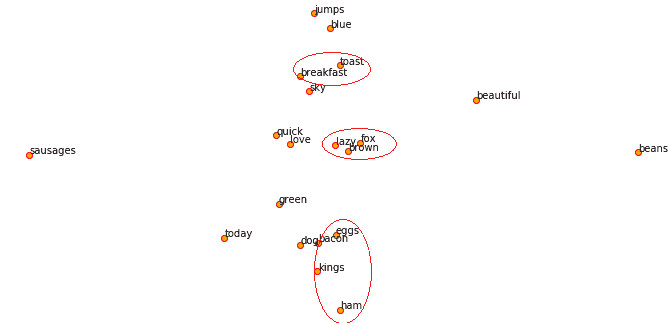 jumps
blue
toast
breakfast
sky
beautiful
quick
love
lazy
fox
brown
sausages
beans
green
today
eggs
dog
bacon
kings
ham